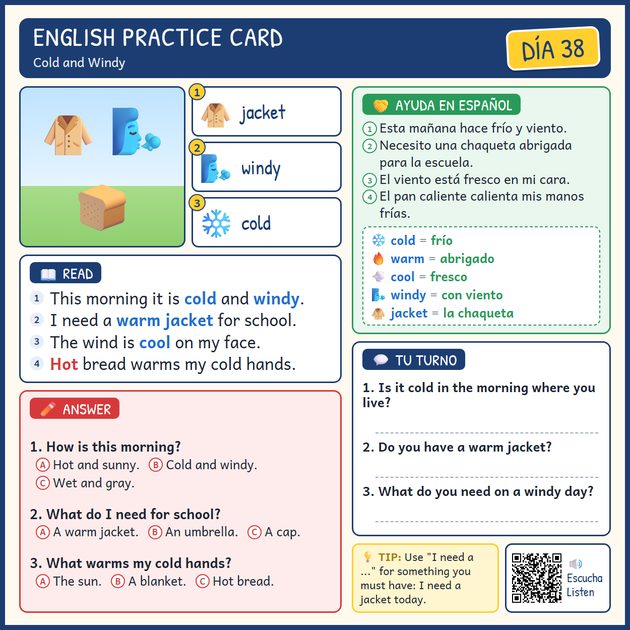 ENGLISH PRACTICE CARD
Cold and Windy
DÍA 38
1 jacket
2 windy
3 cold
READ
1 This morning it is cold and windy.
2 I need a warm jacket for school.
3 The wind is cool on my face.
4 Hot bread warms my cold hands.
ANSWER
1. How is this morning?
A Hot and sunny. B Cold and windy.
C Wet and gray.
2. What do I need for school?
A A warm jacket. B An umbrella. C A cap.
3. What warms my cold hands?
A The sun. B A blanket. C Hot bread.
AYUDA EN ESPAÑOL
1 Esta mañana hace frío y viento.
2 Necesito una chaqueta abrigada
para la escuela.
3 El viento está fresco en mi cara.
4 El pan caliente calienta mis manos
frías.
cold = frío
warm = abrigado
cool = fresco
windy = con viento
jacket = la chaqueta
TU TURNO
1. Is it cold in the morning where you
live?
2. Do you have a warm jacket?
3. What do you need on a windy day?
TIP: Use "I need a
..." for something you
must have: I need a
jacket today.
Escucha
Listen